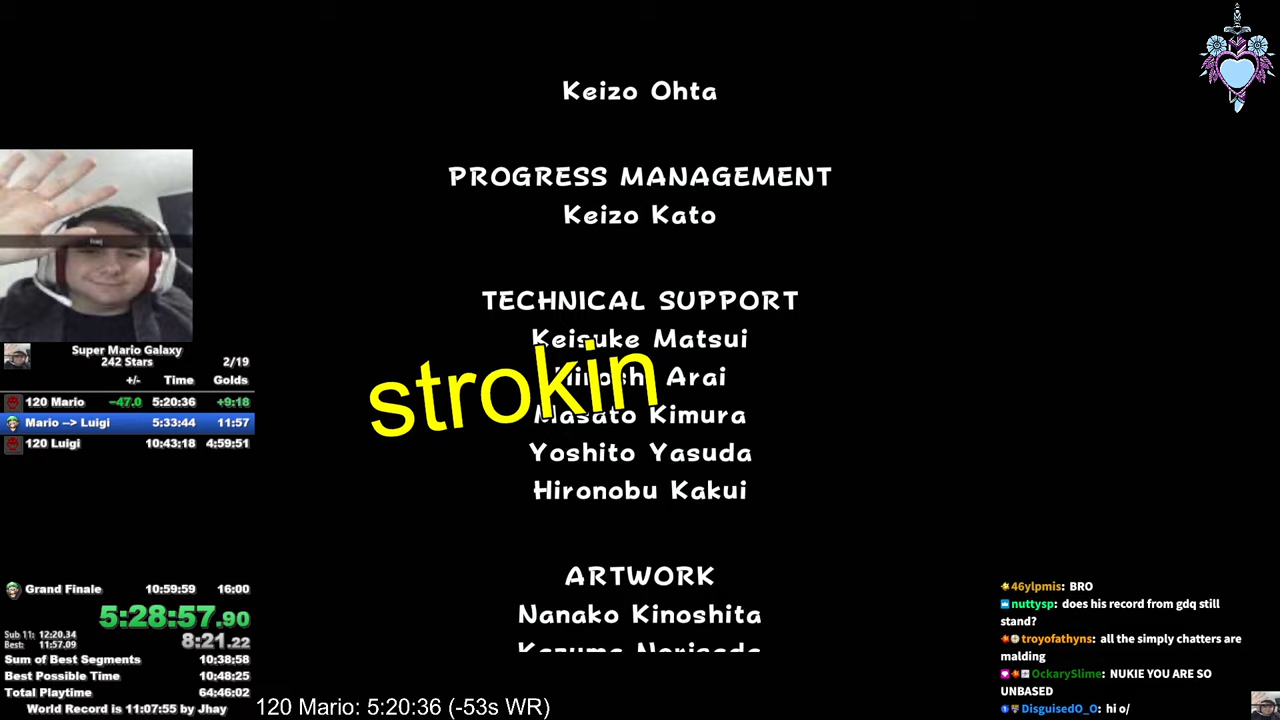 Keizo Ohta
PROGRESS MANAGEMENT
Keizo Kato
TECHNICAL SUPPORT
Keisuke Matsui
Hiroshi Arai
Masato Kimura
Yoshito Yasuda
Hironobu Kakui
ARTWORK
Nanako Kinoshita
strokin
Super Mario Galaxy
242 Stars 2/19
+/- Time Golds
120 Mario −47.0 5:20:36 +9:18
Mario --> Luigi 5:33:44 11:57
120 Luigi 10:43:18 4:59:51
Grand Finale 10:59:59 16:00
5:28:57.90
Sub 11: 12:20.34
Best: 11:57.09
8:21.22
Sum of Best Segments 10:38:58
Best Possible Time 10:48:25
Total Playtime 64:46:02
World Record is 11:07:55 by Jhay
120 Mario: 5:20:36 (-53s WR)
46ylpmis: BRO
nuttysp: does his record from gdq still
stand?
troyofathyns: all the simply chatters are
malding
OckarySlime: NUKIE YOU ARE SO
UNBASED
DisguisedO_O: hi o/